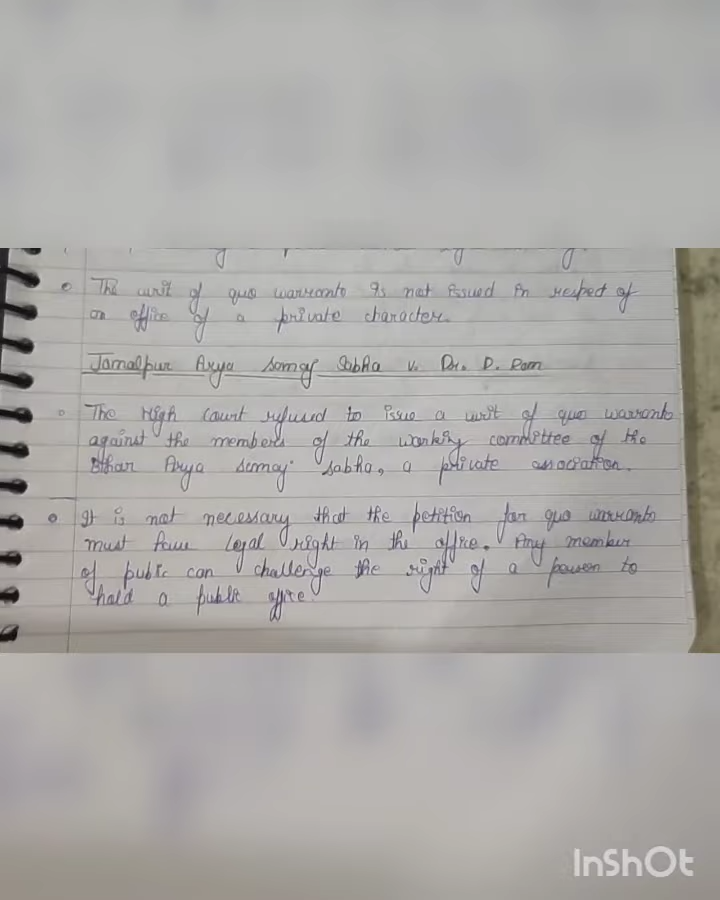 • The writ of quo warranto is not issued in respect of
an office of a private character.
Jamalpur Arya Samaj Sabha v. Dr. D. Ram
• The High Court refused to issue a writ of quo warranto
against the members of the working committee of the
Bihar Arya Samaj Sabha, a private association.
• It is not necessary that the petition for quo warranto
must have legal right in the office. Any member
of public can challenge the right of a person to
hold a public office.
InShOt